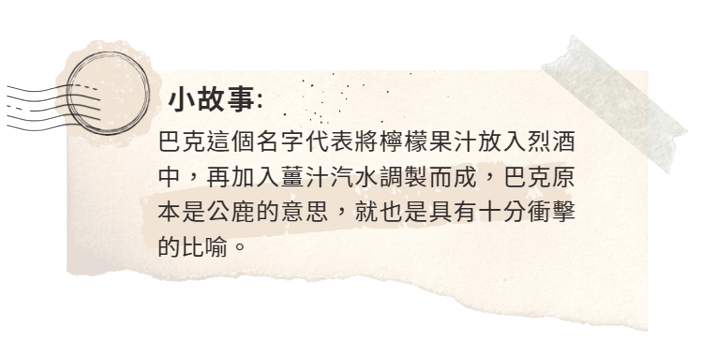 小故事:
巴克這個名字代表將檸檬果汁放入烈酒
中，再加入薑汁汽水調製而成，巴克原
本是公鹿的意思，就也是具有十分衝擊
的比喻。